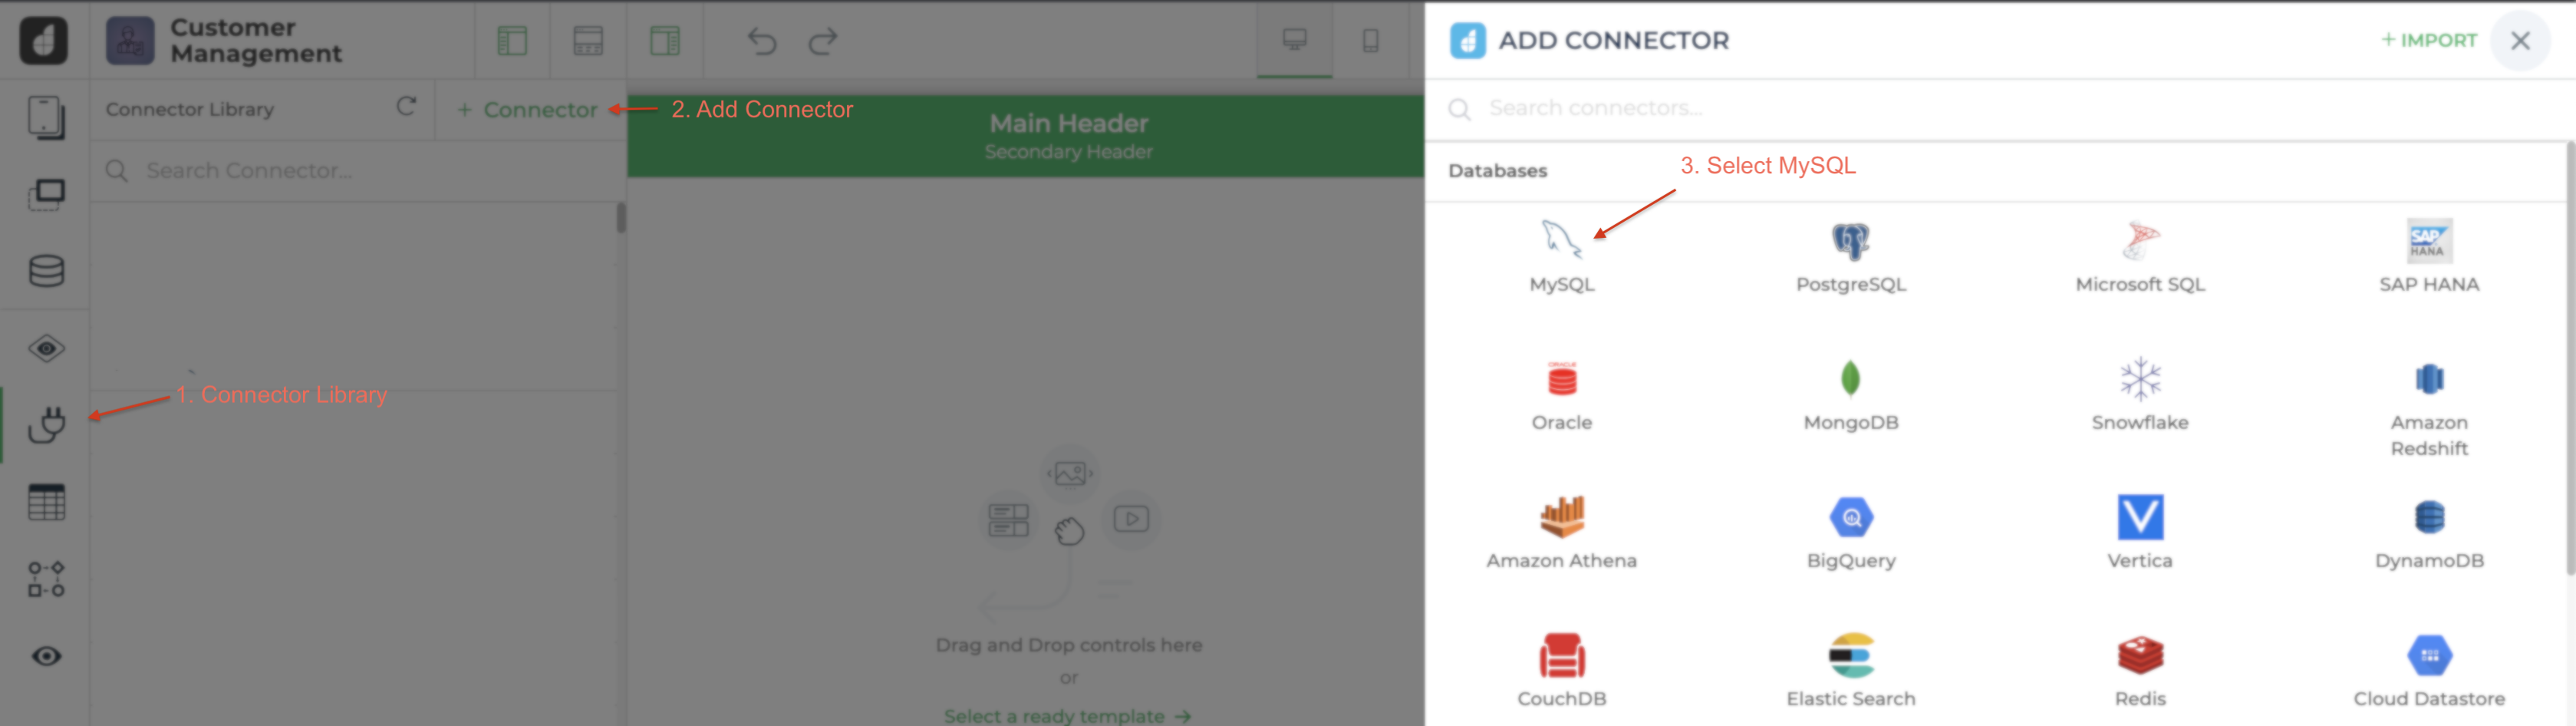 Customer
Management
Connector Library
+ Connector
2. Add Connector
Search Connector...
1. Connector Library
Main Header
Secondary Header
Drag and Drop controls here
or
Select a ready template →
ADD CONNECTOR
+ IMPORT
Search connectors...
Databases
3. Select MySQL
MySQL
PostgreSQL
Microsoft SQL
SAP
HANA
SAP HANA
ORACLE
Oracle
MongoDB
Snowflake
Amazon
Redshift
Amazon Athena
BigQuery
Vertica
DynamoDB
CouchDB
Elastic Search
Redis
Cloud Datastore